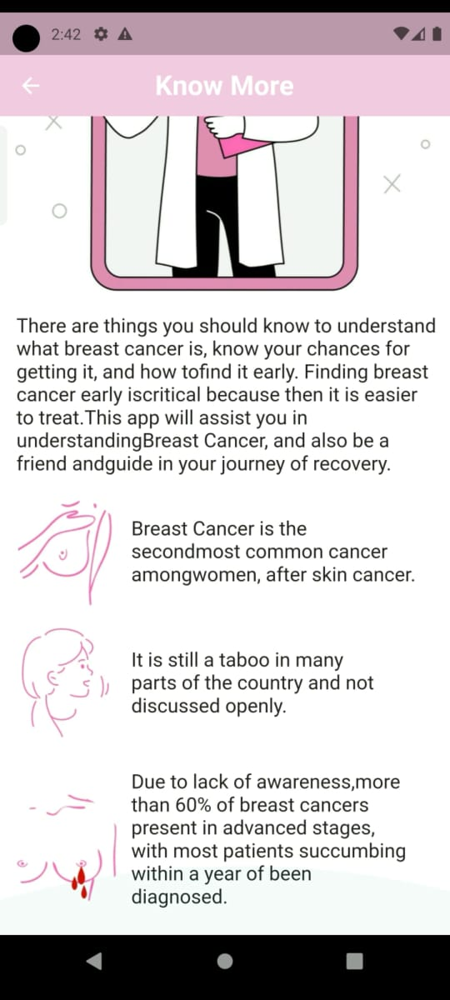 2:42
Know More
There are things you should know to understand
what breast cancer is, know your chances for
getting it, and how tofind it early. Finding breast
cancer early iscritical because then it is easier
to treat.This app will assist you in
understandingBreast Cancer, and also be a
friend andguide in your journey of recovery.
Breast Cancer is the
secondmost common cancer
amongwomen, after skin cancer.
It is still a taboo in many
parts of the country and not
discussed openly.
Due to lack of awareness,more
than 60% of breast cancers
present in advanced stages,
with most patients succumbing
within a year of been
diagnosed.